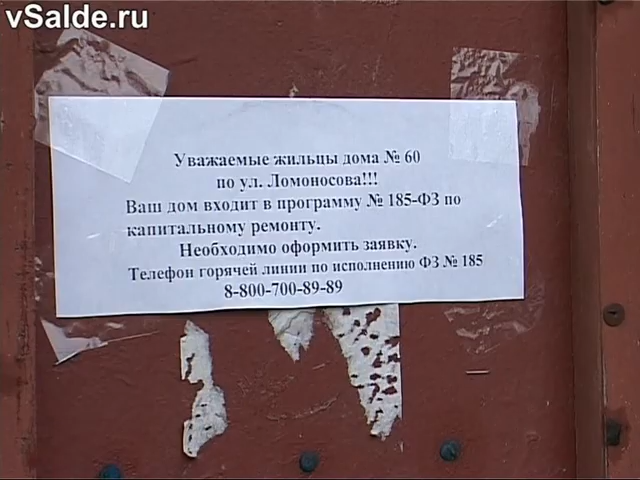 vSalde.ru
Уважаемые жильцы дома № 60
по ул. Ломоносова!!!
Ваш дом входит в программу № 185-ФЗ по
капитальному ремонту.
Необходимо оформить заявку.
Телефон горячей линии по исполнению ФЗ № 185
8-800-700-89-89